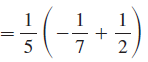 = 1/5 ( - 1/7 + 1/2 )